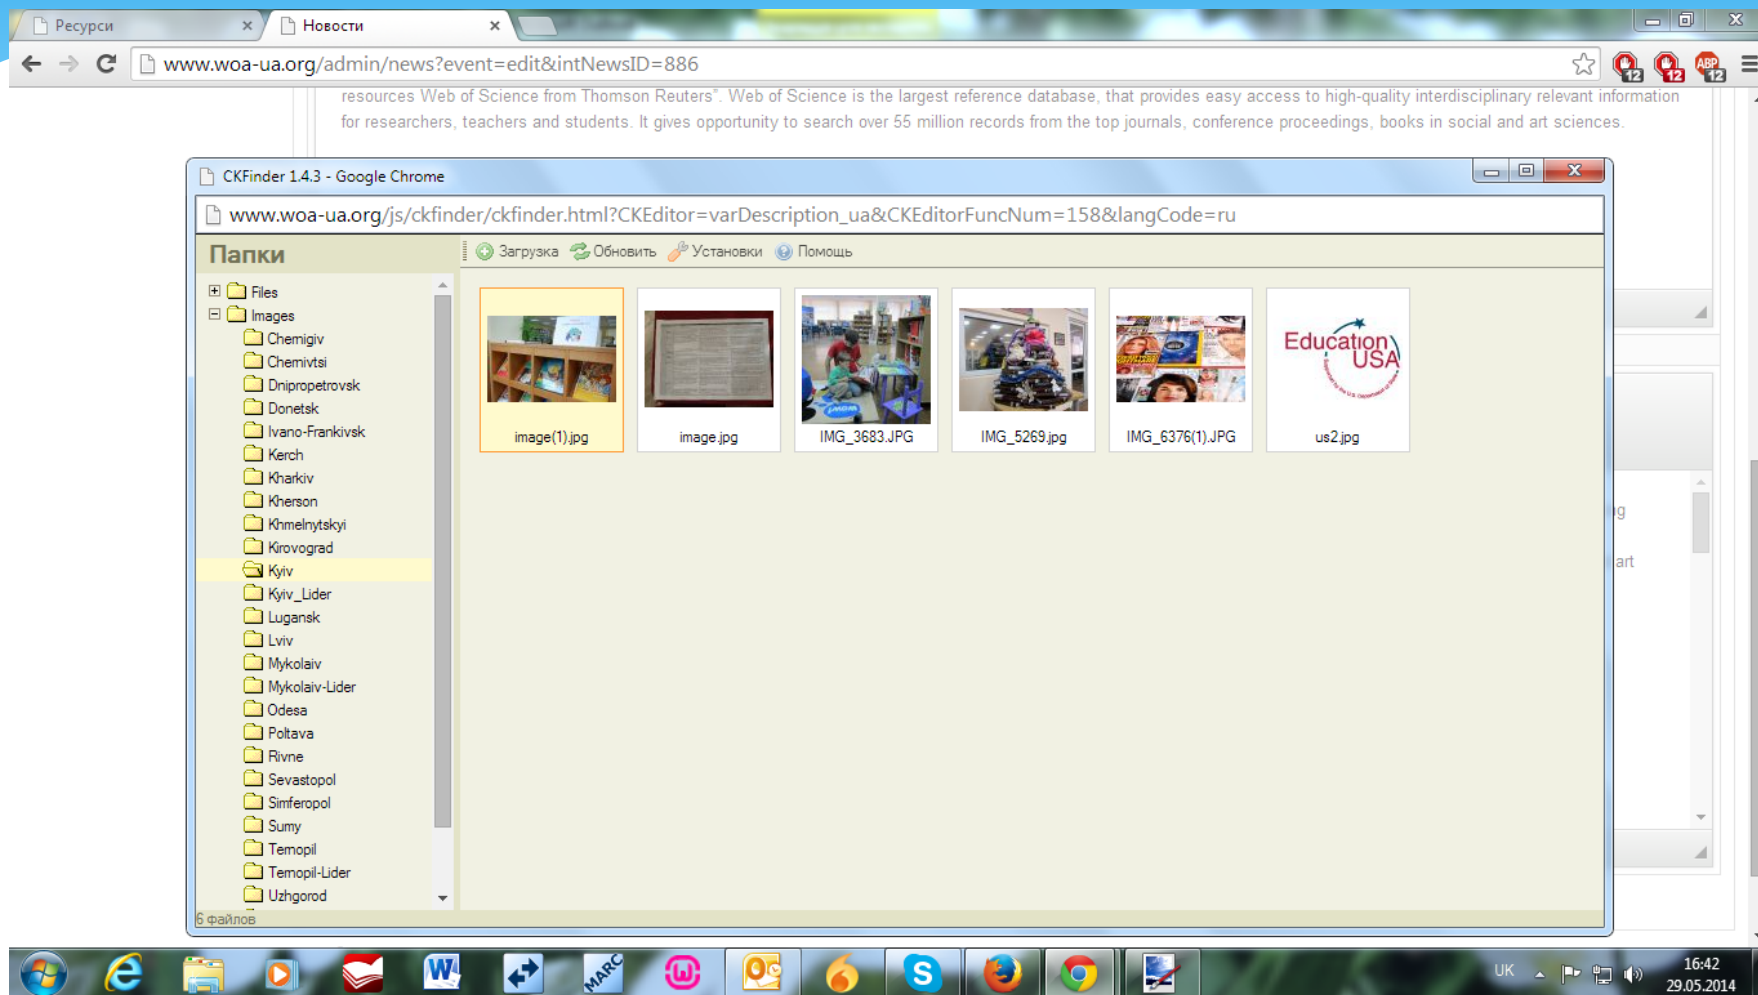 Ресурси
Новости
www.woa-ua.org/admin/news?event=edit&intNewsID=886
12
12
ABP
12
resources Web of Science from Thomson Reuters". Web of Science is the largest reference database, that provides easy access to high-quality interdisciplinary relevant information
for researchers, teachers and students. It gives opportunity to search over 55 million records from the top journals, conference proceedings, books in social and art sciences.
CKFinder 1.4.3 - Google Chrome
www.woa-ua.org/js/ckfinder/ckfinder.html?CKEditor=varDescription_ua&CKEditorFuncNum=158&langCode=ru
Папки
Загрузка
Обновить
Установки
Помощь
Files
Images
Chernigiv
Chernivtsi
Dnipropetrovsk
Donetsk
Ivano-Frankivsk
Kerch
Kharkiv
Kherson
Khmelnytskyi
Kirovograd
Kyiv
Kyiv_Lider
Lugansk
Lviv
Mykolaiv
Mykolaiv-Lider
Odesa
Poltava
Rivne
Sevastopol
Simferopol
Sumy
Ternopil
Ternopil-Lider
Uzhgorod
image(1).jpg
image.jpg
IMG_3683.JPG
IMG_5269.jpg
IMG_6376(1).JPG
Education
USA
us2.jpg
ng
art
6 файлов
MARC
UK
16:42
29.05.2014